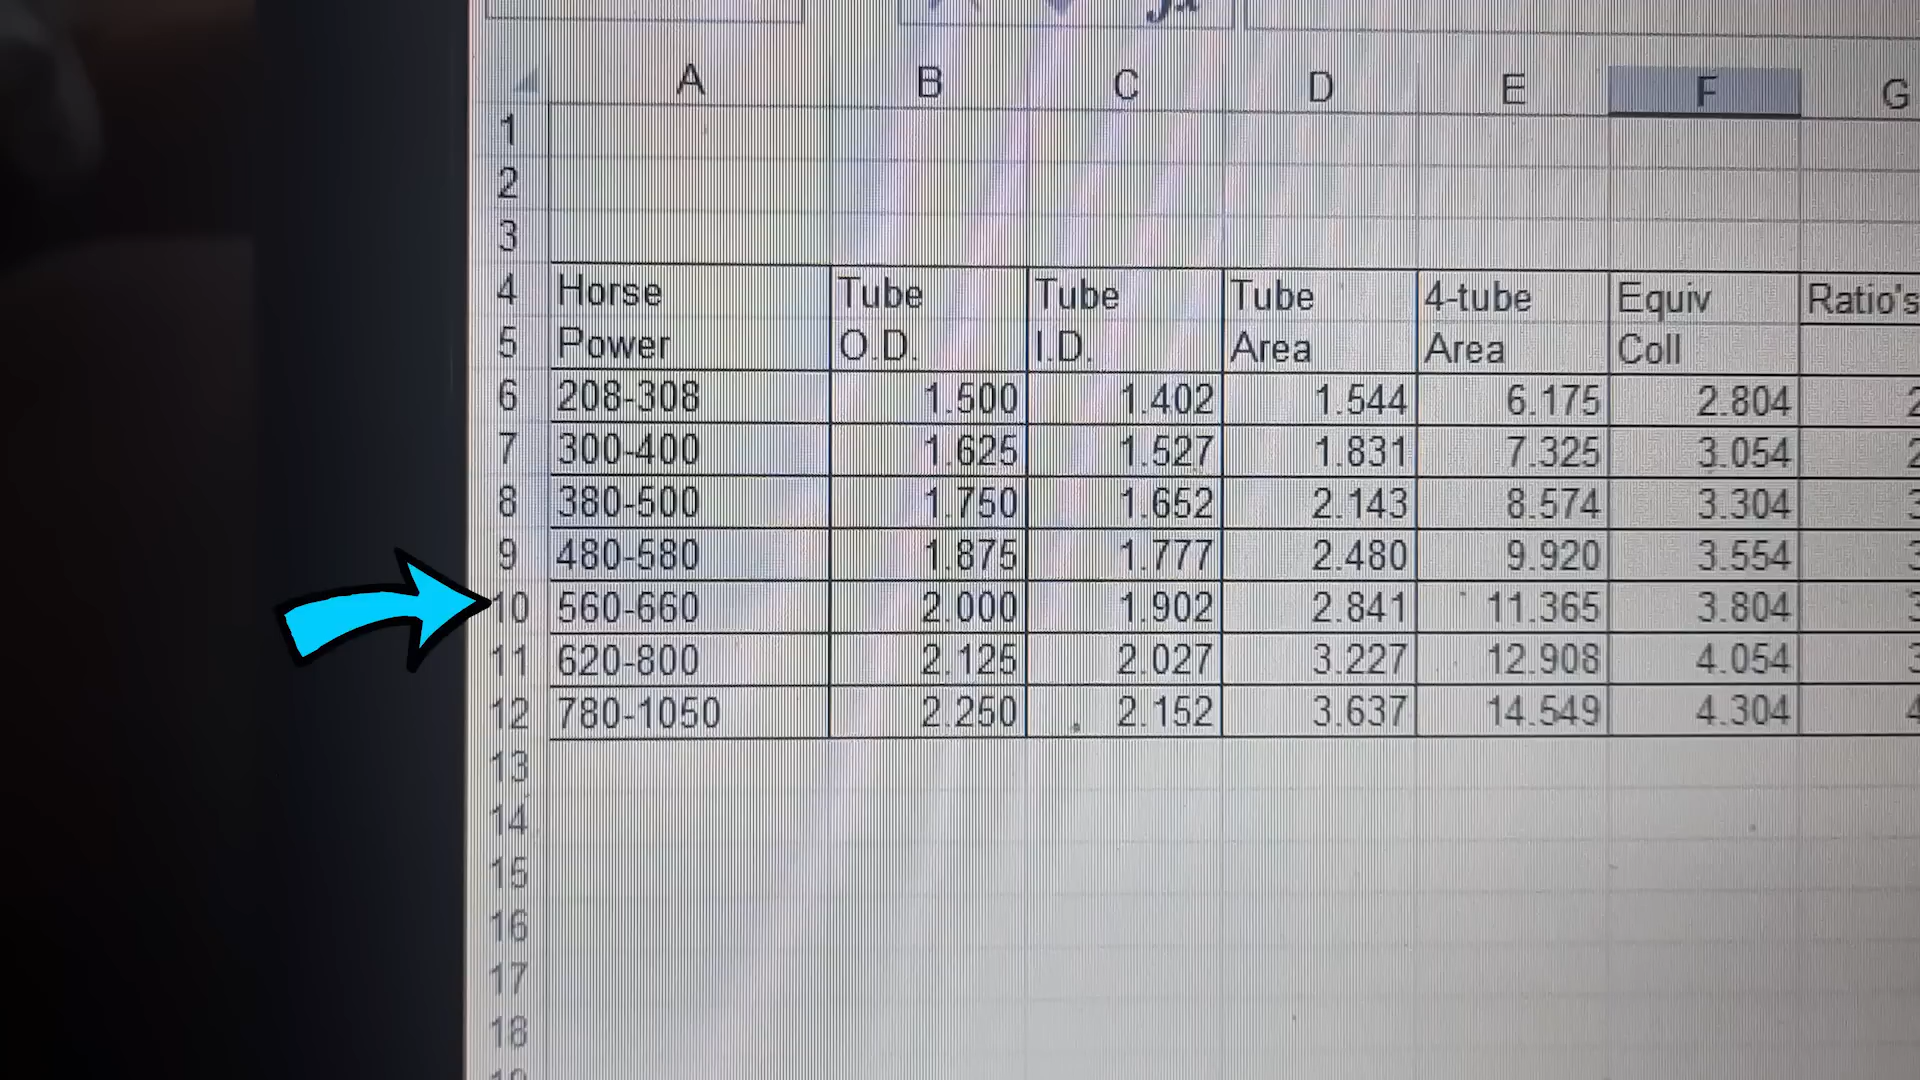 fx
A B C D E F G
1
2
3
4 Horse Tube Tube Tube 4-tube Equiv Ratio's
5 Power O.D. I.D. Area Area Coll
6 208-308 1.500 1.402 1.544 6.175 2.804
7 300-400 1.625 1.527 1.831 7.325 3.054
8 380-500 1.750 1.652 2.143 8.574 3.304
9 480-580 1.875 1.777 2.480 9.920 3.554
10 560-660 2.000 1.902 2.841 11.365 3.804
11 620-800 2.125 2.027 3.227 12.908 4.054
12 780-1050 2.250 2.152 3.637 14.549 4.304
13
14
15
16
17
18